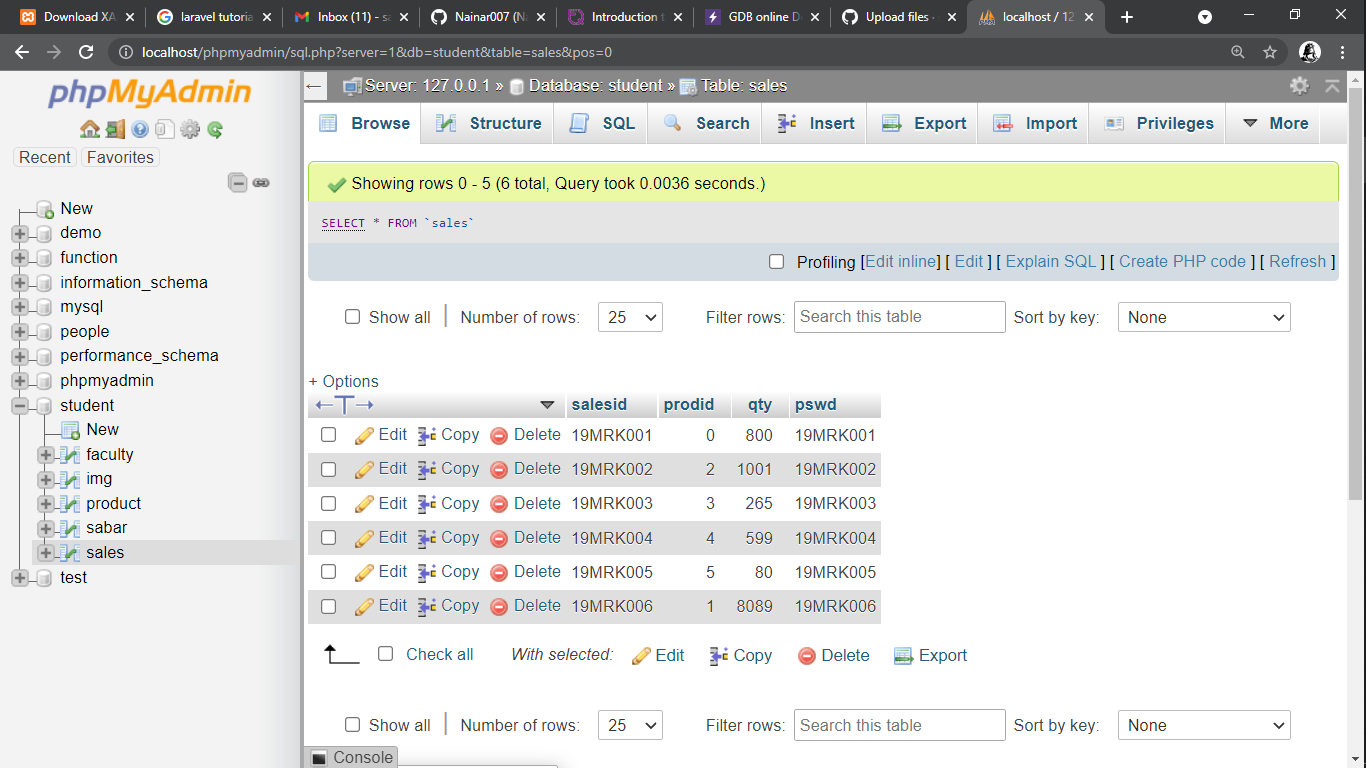 Download XA
laravel tutoria
Inbox (11) - s
Nainar007 (N
Introduction t
GDB online D
Upload files ·
localhost / 12
localhost/phpmyadmin/sql.php?server=1&db=student&table=sales&pos=0
phpMyAdmin
Recent Favorites
New
demo
function
information_schema
mysql
people
performance_schema
phpmyadmin
student
New
faculty
img
product
sabar
sales
test
Server: 127.0.0.1 » Database: student » Table: sales
Browse Structure SQL Search Insert Export Import Privileges More
Showing rows 0 - 5 (6 total, Query took 0.0036 seconds.)
SELECT * FROM `sales`
Profiling [Edit inline] [ Edit ] [ Explain SQL ] [ Create PHP code ] [ Refresh ]
Show all Number of rows: 25 Filter rows: Search this table Sort by key: None
+ Options
salesid prodid qty pswd
Edit Copy Delete 19MRK001 0 800 19MRK001
Edit Copy Delete 19MRK002 2 1001 19MRK002
Edit Copy Delete 19MRK003 3 265 19MRK003
Edit Copy Delete 19MRK004 4 599 19MRK004
Edit Copy Delete 19MRK005 5 80 19MRK005
Edit Copy Delete 19MRK006 1 8089 19MRK006
Check all With selected: Edit Copy Delete Export
Show all Number of rows: 25 Filter rows: Search this table Sort by key: None
Console